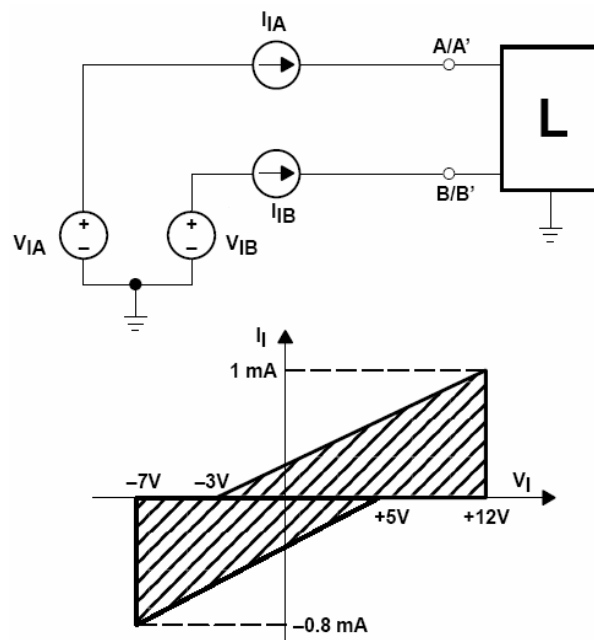 IIA
A/A'
L
IIB
B/B'
VIA
+
–
+
–
VIB
II
1 mA
–7V
–3V
VI
+5V
+12V
–0.8 mA